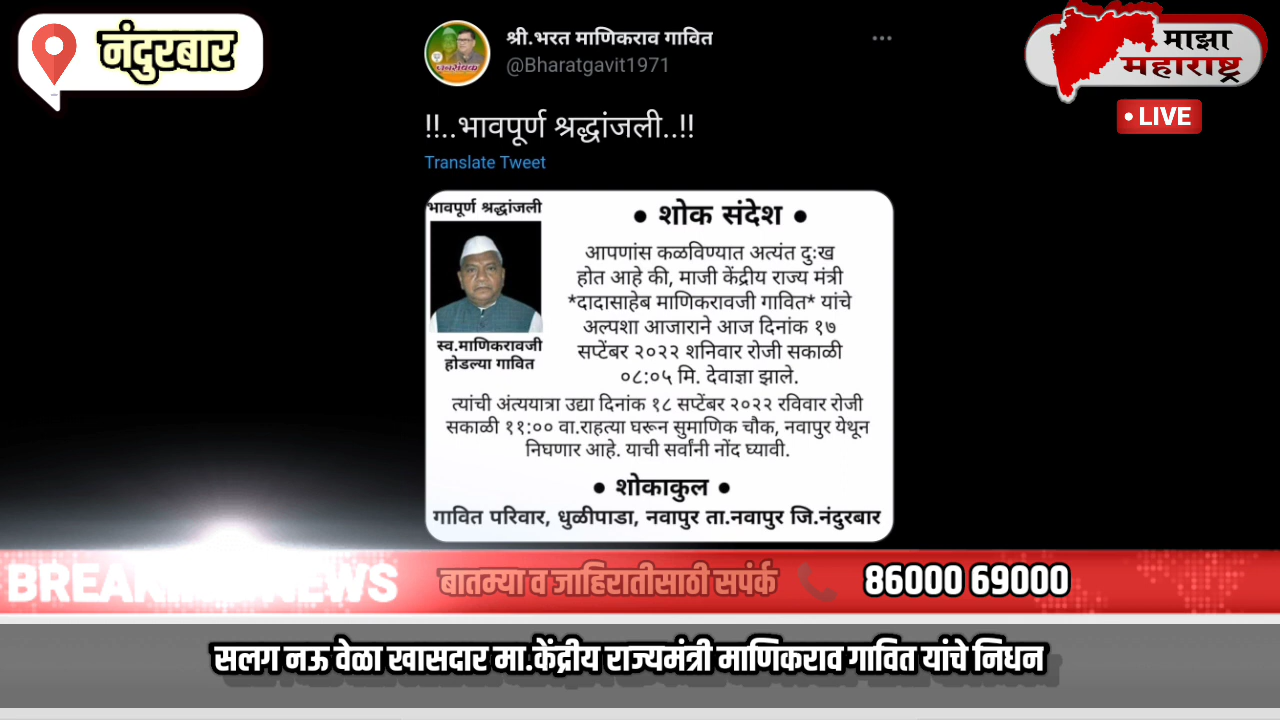 नंदुरबार
श्री.भरत माणिकराव गावित
@Bharatgavit1971
माझा
महाराष्ट्र
LIVE
!!..भावपूर्ण श्रद्धांजली..!!
Translate Tweet
भावपूर्ण श्रद्धांजली
स्व.माणिकरावजी
होडल्या गावित
• शोक संदेश •
आपणांस कळविण्यात अत्यंत दुःख
होत आहे की, माजी केंद्रीय राज्य मंत्री
*दादासाहेब माणिकरावजी गावित* यांचे
अल्पशा आजाराने आज दिनांक १७
सप्टेंबर २०२२ शनिवार रोजी सकाळी
०८:०५ मि. देवाज्ञा झाले.
त्यांची अंत्ययात्रा उद्या दिनांक १८ सप्टेंबर २०२२ रविवार रोजी
सकाळी ११:०० वा.राहत्या घरून सुमाणिक चौक, नवापुर येथून
निघणार आहे. याची सर्वांनी नोंद घ्यावी.
• शोकाकुल •
गावित परिवार, धुळीपाडा, नवापुर ता.नवापुर जि.नंदुरबार
BREAKING NEWS
बातम्या व जाहिरातीसाठी सपंर्क
86000 69000
सलग नऊ वेळा खासदार मा.केंद्रीय राज्यमंत्री माणिकराव गावित यांचे निधन